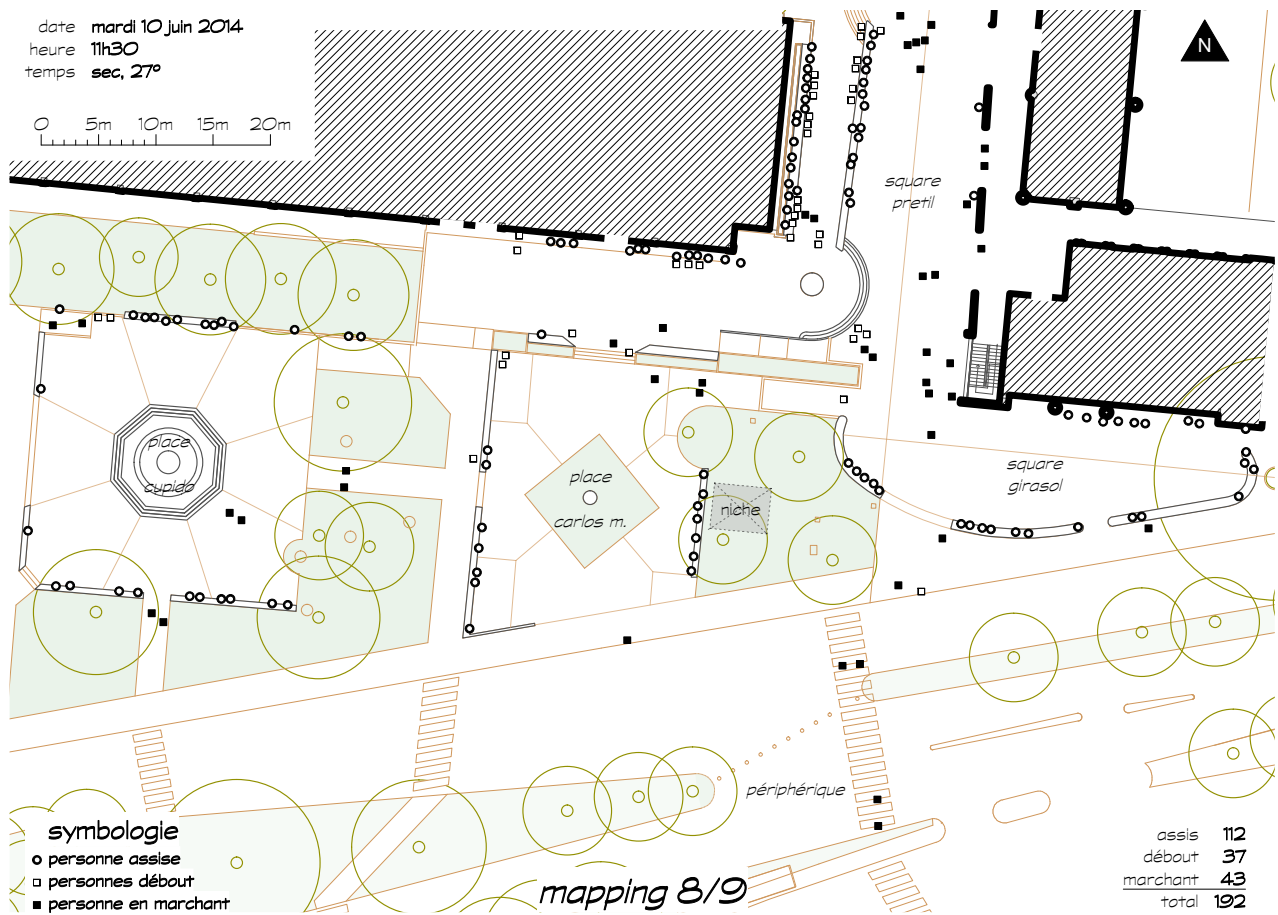 date mardi 10 juin 2014
heure 11h30
temps sec, 27°
0 5m 10m 15m 20m
N
square
pretil
place
cupido
place
carlos m.
niche
square
girasol
périphérique
symbologie
personne assise
personnes débout
personne en marchant
mapping 8/9
assis 112
débout 37
marchant 43
total 192